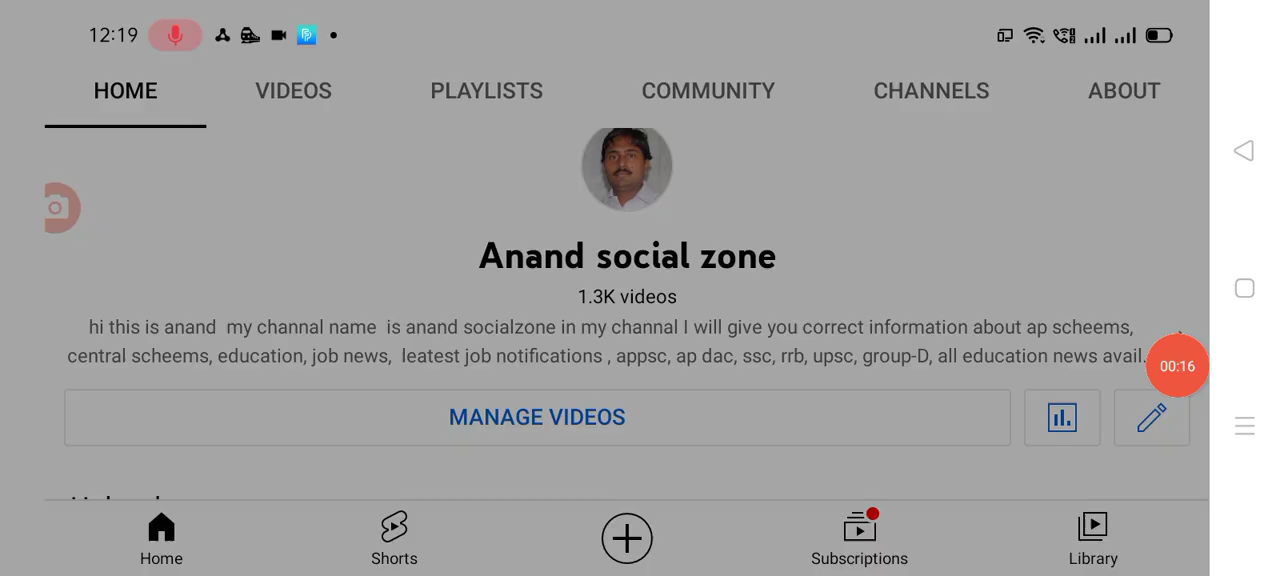 12:19
HOME VIDEOS PLAYLISTS COMMUNITY CHANNELS ABOUT
Anand social zone
1.3K videos
hi this is anand  my channal name  is anand socialzone in my channal I will give you correct information about ap scheems,
central scheems, education, job news,  leatest job notifications , appsc, ap dac, ssc, rrb, upsc, group-D, all education news avail.
00:16
MANAGE VIDEOS
Home Shorts Subscriptions Library